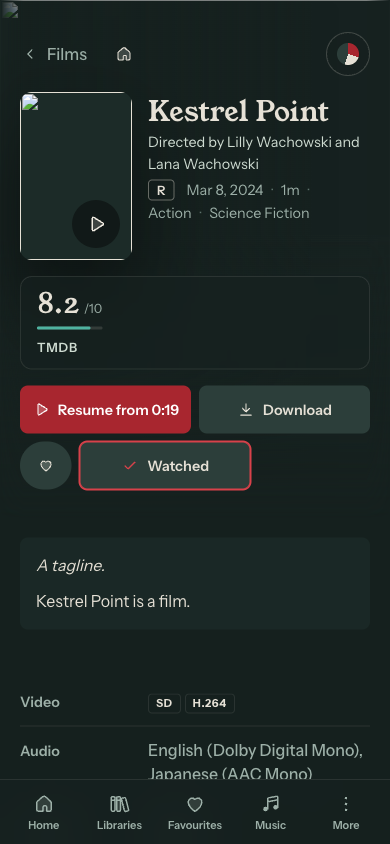 Films
Kestrel Point
Directed by Lilly Wachowski and
Lana Wachowski
R Mar 8, 2024 · 1m ·
Action · Science Fiction
8.2 /10
TMDB
Resume from 0:19
Download
Watched
A tagline.
Kestrel Point is a film.
Video SD H.264
Audio English (Dolby Digital Mono),
Japanese (AAC Mono)
Home Libraries Favourites Music More